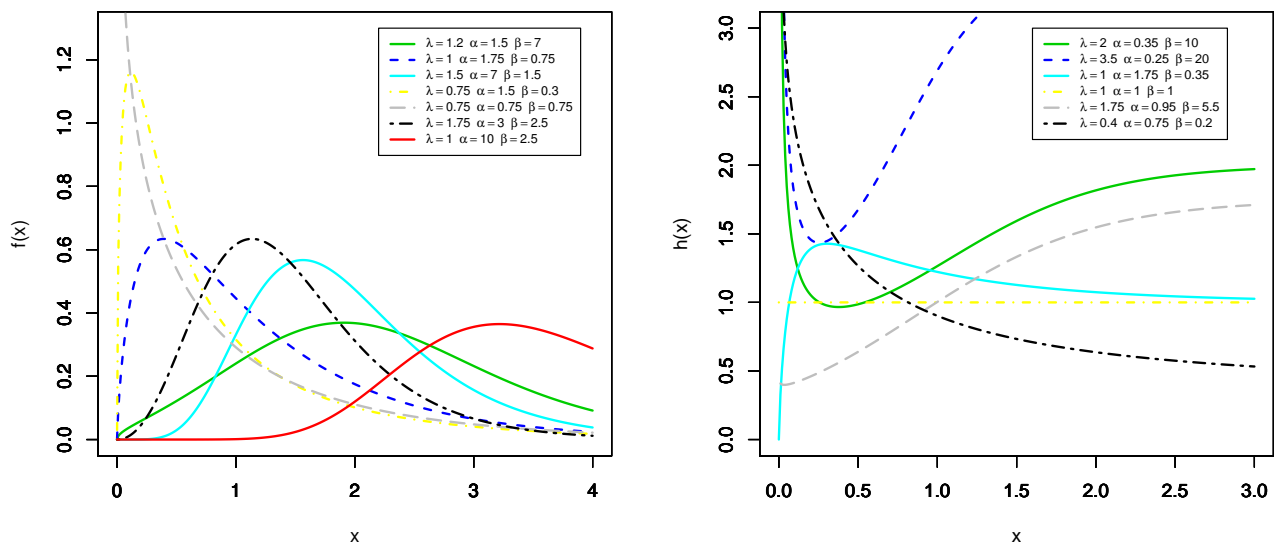 λ = 1.2 α = 1.5 β = 7
λ = 1 α = 1.75 β = 0.75
λ = 1.5 α = 7 β = 1.5
λ = 0.75 α = 1.5 β = 0.3
λ = 0.75 α = 0.75 β = 0.75
λ = 1.75 α = 3 β = 2.5
λ = 1 α = 10 β = 2.5
1.2
1.0
0.8
0.6
0.4
0.2
0.0
f(x)
0 1 2 3 4
x
λ = 2 α = 0.35 β = 10
λ = 3.5 α = 0.25 β = 20
λ = 1 α = 1.75 β = 0.35
λ = 1 α = 1 β = 1
λ = 1.75 α = 0.95 β = 5.5
λ = 0.4 α = 0.75 β = 0.2
3.0
2.5
2.0
1.5
1.0
0.5
0.0
h(x)
0.0 0.5 1.0 1.5 2.0 2.5 3.0
x